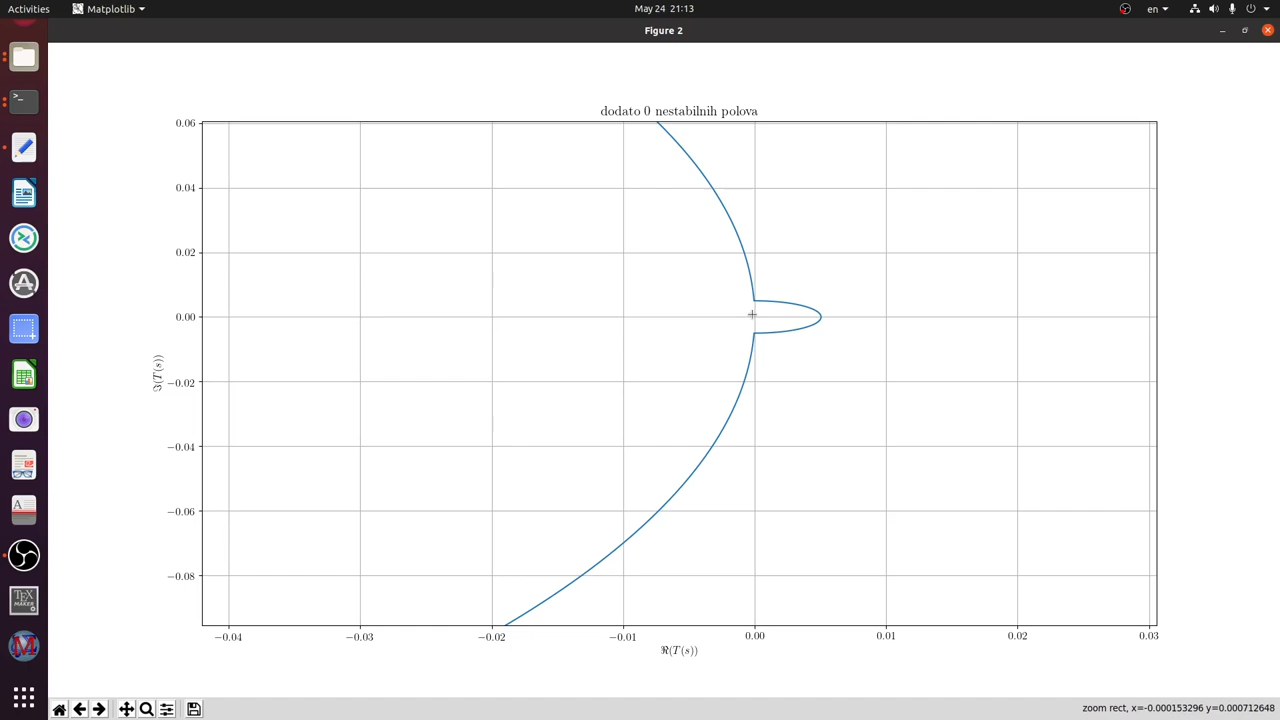 Activities
Matplotlib
May 24 21:13
en
Figure 2
dodato 0 nestabilnih polova
0.06
0.04
0.02
0.00
−0.02
−0.04
−0.06
−0.08
ℑ(T(s))
−0.04
−0.03
−0.02
−0.01
0.00
0.01
0.02
0.03
ℜ(T(s))
TEX
MAKER
zoom rect, x=-0.000153296 y=0.000712648